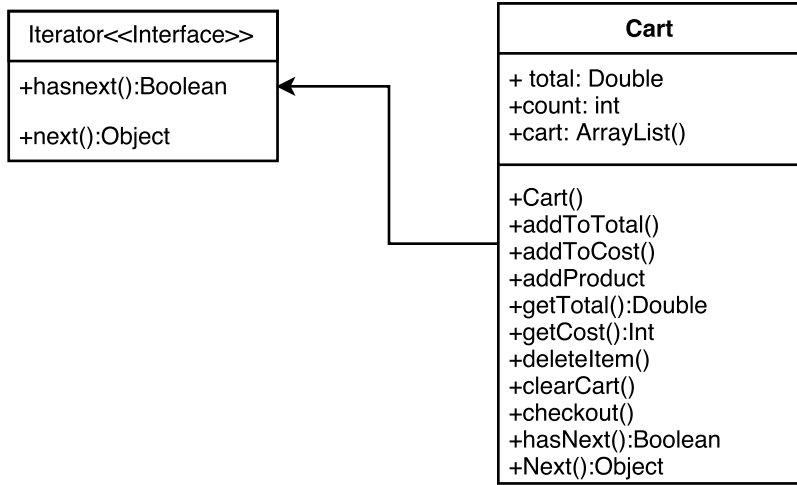 Iterator<<Interface>>
+hasnext():Boolean
+next():Object
Cart
+ total: Double
+count: int
+cart: ArrayList()
+Cart()
+addToTotal()
+addToCost()
+addProduct
+getTotal():Double
+getCost():Int
+deleteItem()
+clearCart()
+checkout()
+hasNext():Boolean
+Next():Object